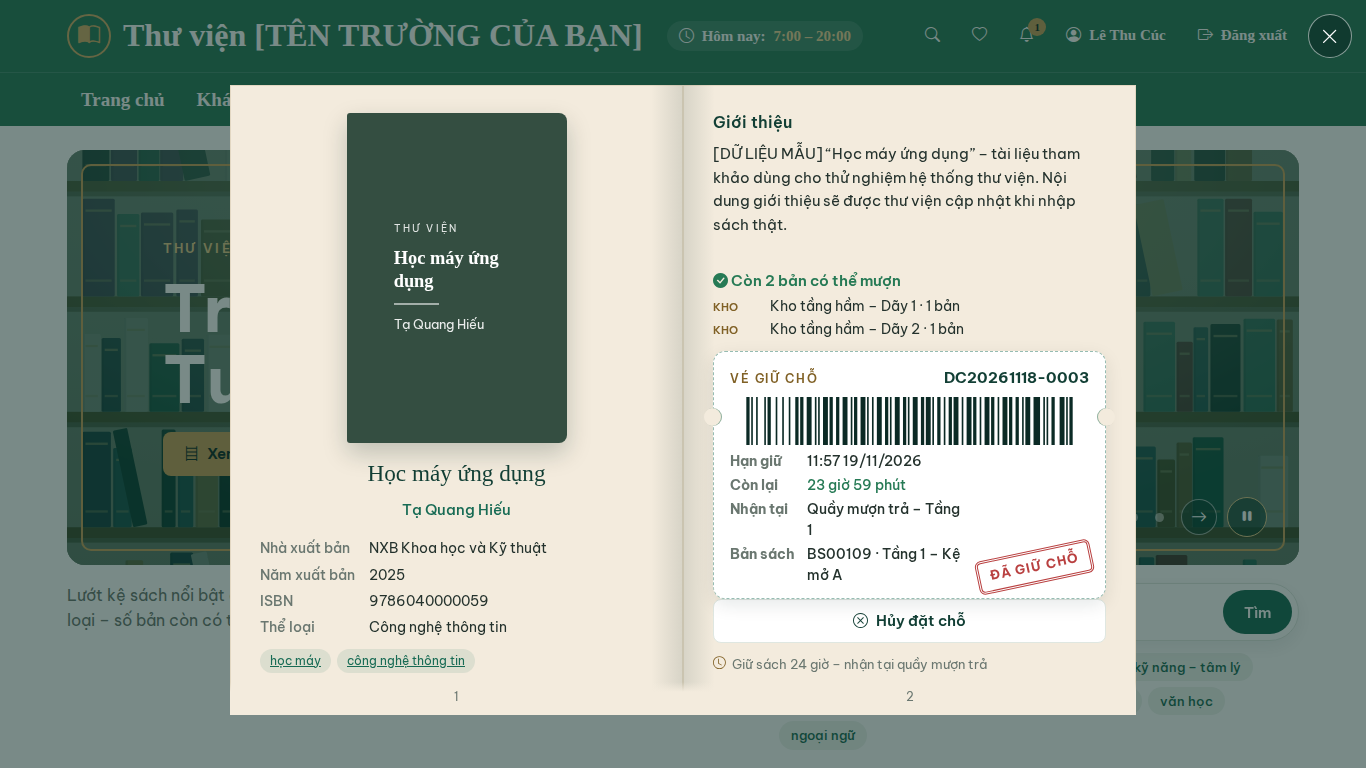 Thư viện [TÊN TRƯỜNG CỦA BẠN]
Hôm nay: 7:00 – 20:00
1
Lê Thu Cúc
Đăng xuất
Trang chủ
THƯ VIỆN
Học máy ứng
dụng
Tạ Quang Hiếu
Học máy ứng dụng
Tạ Quang Hiếu
Nhà xuất bản NXB Khoa học và Kỹ thuật
Năm xuất bản 2025
ISBN 9786040000059
Thể loại Công nghệ thông tin
học máy
công nghệ thông tin
1
Giới thiệu
[DỮ LIỆU MẪU] “Học máy ứng dụng” – tài liệu tham
khảo dùng cho thử nghiệm hệ thống thư viện. Nội
dung giới thiệu sẽ được thư viện cập nhật khi nhập
sách thật.
Còn 2 bản có thể mượn
KHO Kho tầng hầm – Dãy 1 · 1 bản
KHO Kho tầng hầm – Dãy 2 · 1 bản
VÉ GIỮ CHỖ DC20261118-0003
Hạn giữ 11:57 19/11/2026
Còn lại 23 giờ 59 phút
Nhận tại Quầy mượn trả – Tầng
1
Bản sách BS00109 · Tầng 1 – Kệ
mở A
ĐÃ GIỮ CHỖ
Hủy đặt chỗ
Giữ sách 24 giờ – nhận tại quầy mượn trả
2
Lướt kệ sách nổi bật
loại – số bản còn có t
Tìm
kỹ năng – tâm lý
văn học
ngoại ngữ